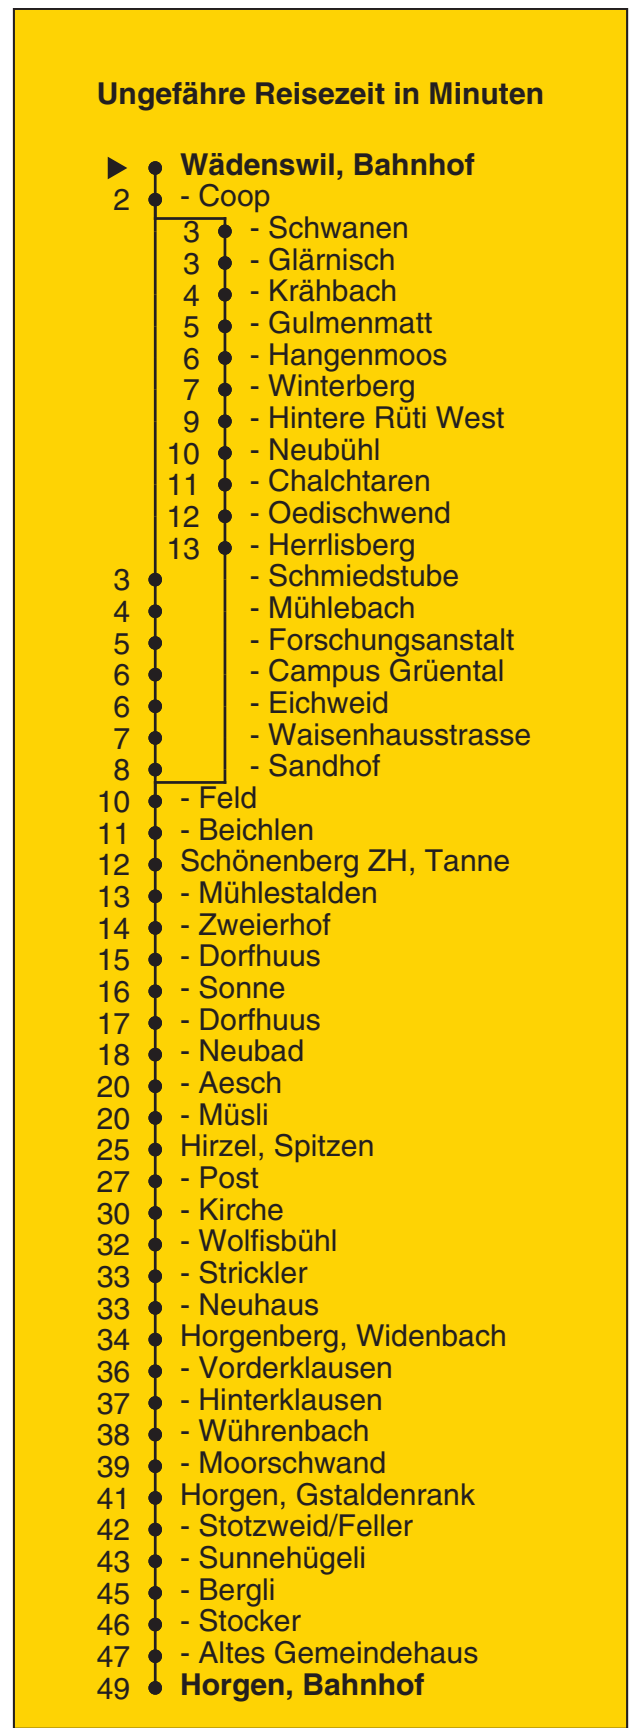 Ungefähre Reisezeit in Minuten
Wädenswil, Bahnhof
2 - Coop
3 - Schwanen
3 - Glärnisch
4 - Krähbach
5 - Gulmenmatt
6 - Hangenmoos
7 - Winterberg
9 - Hintere Rüti West
10 - Neubühl
11 - Chalchtaren
12 - Oedischwend
13 - Herrlisberg
3 - Schmiedstube
4 - Mühlebach
5 - Forschungsanstalt
6 - Campus Grüental
6 - Eichweid
7 - Waisenhausstrasse
8 - Sandhof
10 - Feld
11 - Beichlen
12 Schönenberg ZH, Tanne
13 - Mühlestalden
14 - Zweierhof
15 - Dorfhuus
16 - Sonne
17 - Dorfhuus
18 - Neubad
20 - Aesch
20 - Müsli
25 Hirzel, Spitzen
27 - Post
30 - Kirche
32 - Wolfisbühl
33 - Strickler
33 - Neuhaus
34 Horgenberg, Widenbach
36 - Vorderklausen
37 - Hinterklausen
38 - Wührenbach
39 - Moorschwand
41 Horgen, Gstaldenrank
42 - Stotzweid/Feller
43 - Sunnehügeli
45 - Bergli
46 - Stocker
47 - Altes Gemeindehaus
49 Horgen, Bahnhof